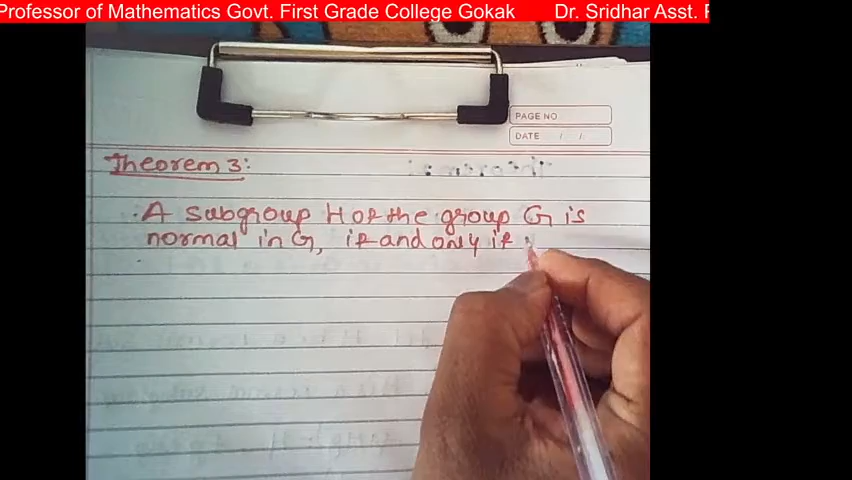 Professor of Mathematics Govt. First Grade College Gokak Dr. Sridhar Asst.
PAGE NO
DATE / /
Theorem 3:
A subgroup H of the group G is
normal in G, if and only if